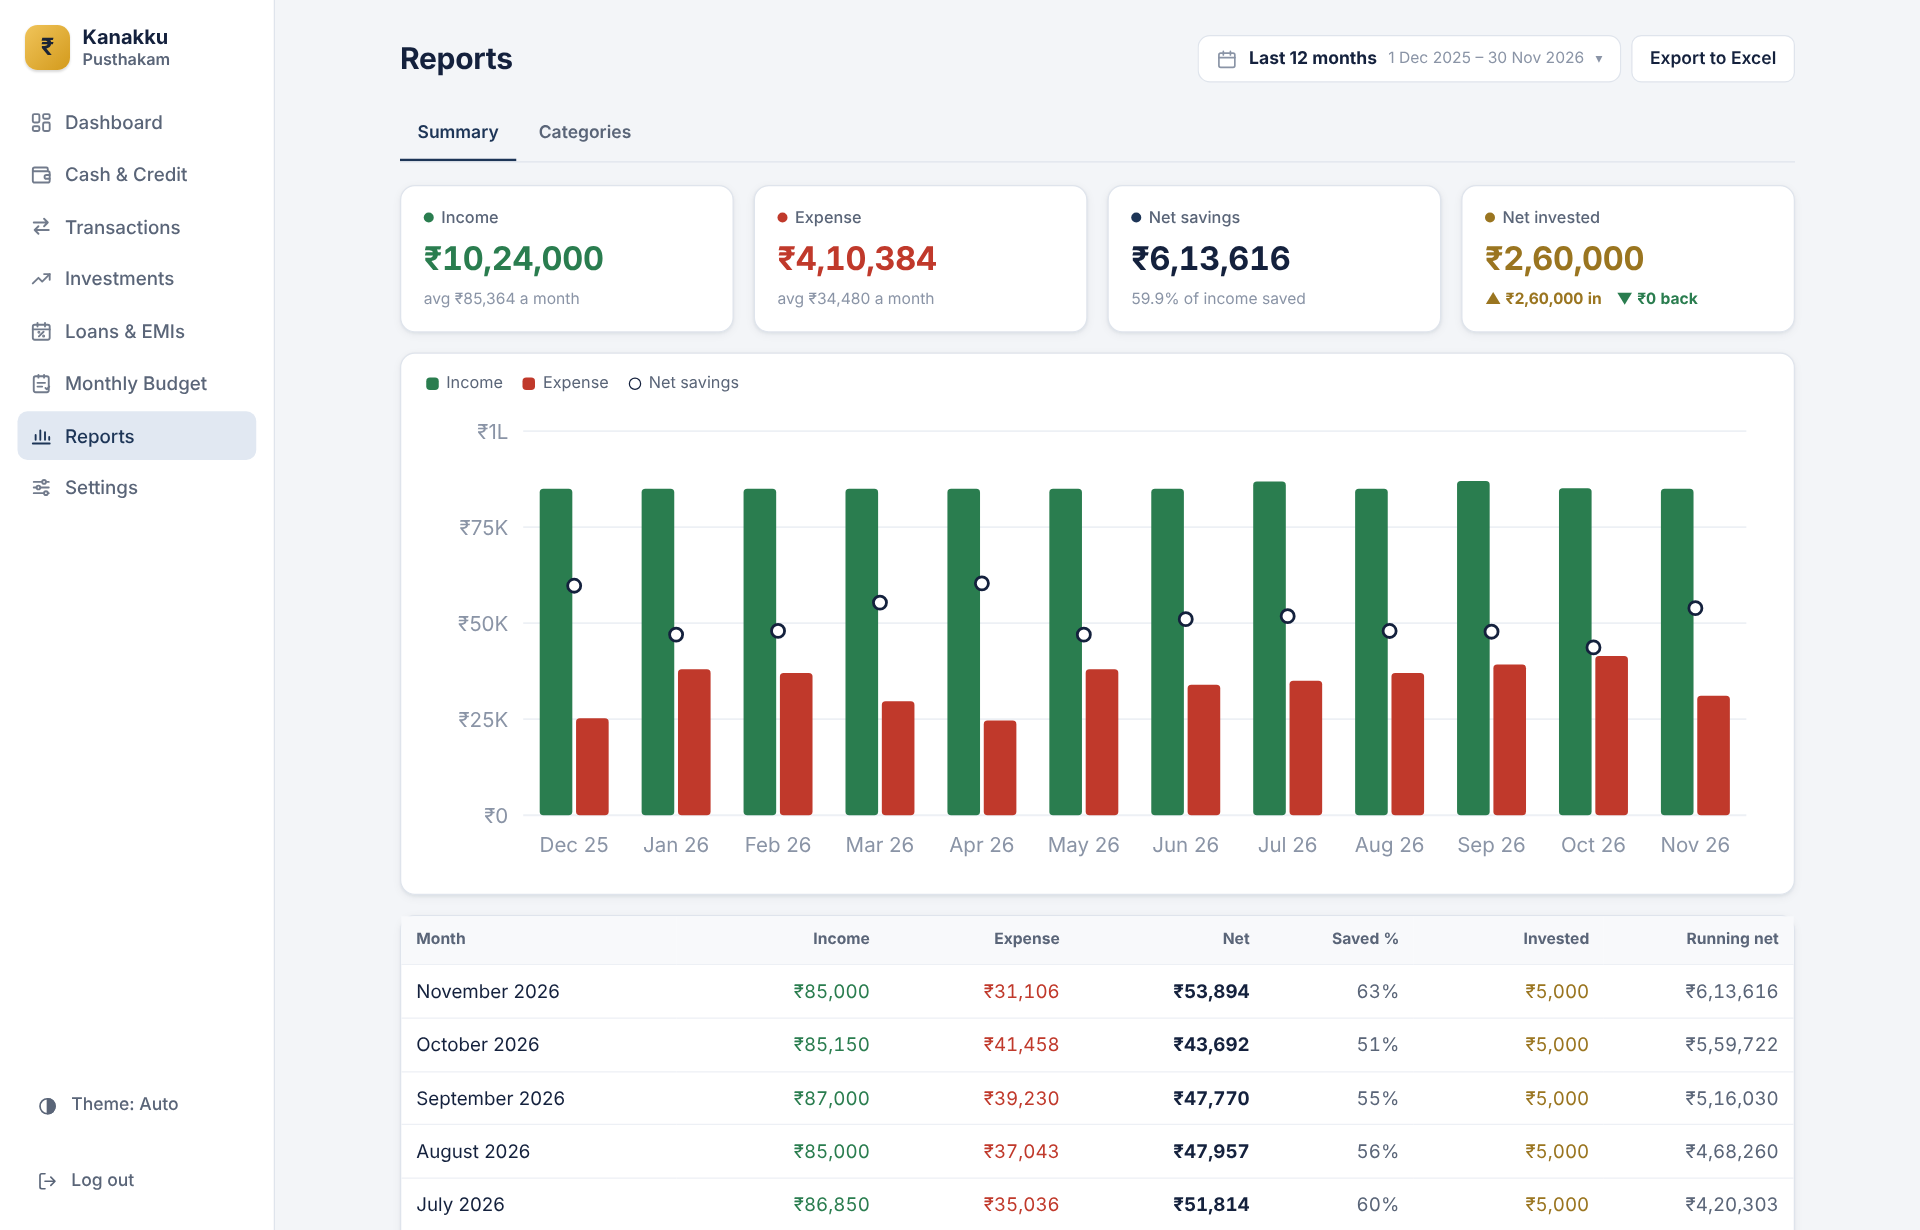 ₹
Kanakku
Pusthakam
Dashboard
Cash & Credit
Transactions
Investments
Loans & EMIs
Monthly Budget
Reports
Settings
Theme: Auto
Log out
Reports
Last 12 months 1 Dec 2025 – 30 Nov 2026 ▾
Export to Excel
Summary Categories
Income
₹10,24,000
avg ₹85,364 a month
Expense
₹4,10,384
avg ₹34,480 a month
Net savings
₹6,13,616
59.9% of income saved
Net invested
₹2,60,000
▲ ₹2,60,000 in ▼ ₹0 back
Income Expense Net savings
₹1L
₹75K
₹50K
₹25K
₹0
Dec 25 Jan 26 Feb 26 Mar 26 Apr 26 May 26 Jun 26 Jul 26 Aug 26 Sep 26 Oct 26 Nov 26
Month Income Expense Net Saved % Invested Running net
November 2026 ₹85,000 ₹31,106 ₹53,894 63% ₹5,000 ₹6,13,616
October 2026 ₹85,150 ₹41,458 ₹43,692 51% ₹5,000 ₹5,59,722
September 2026 ₹87,000 ₹39,230 ₹47,770 55% ₹5,000 ₹5,16,030
August 2026 ₹85,000 ₹37,043 ₹47,957 56% ₹5,000 ₹4,68,260
July 2026 ₹86,850 ₹35,036 ₹51,814 60% ₹5,000 ₹4,20,303